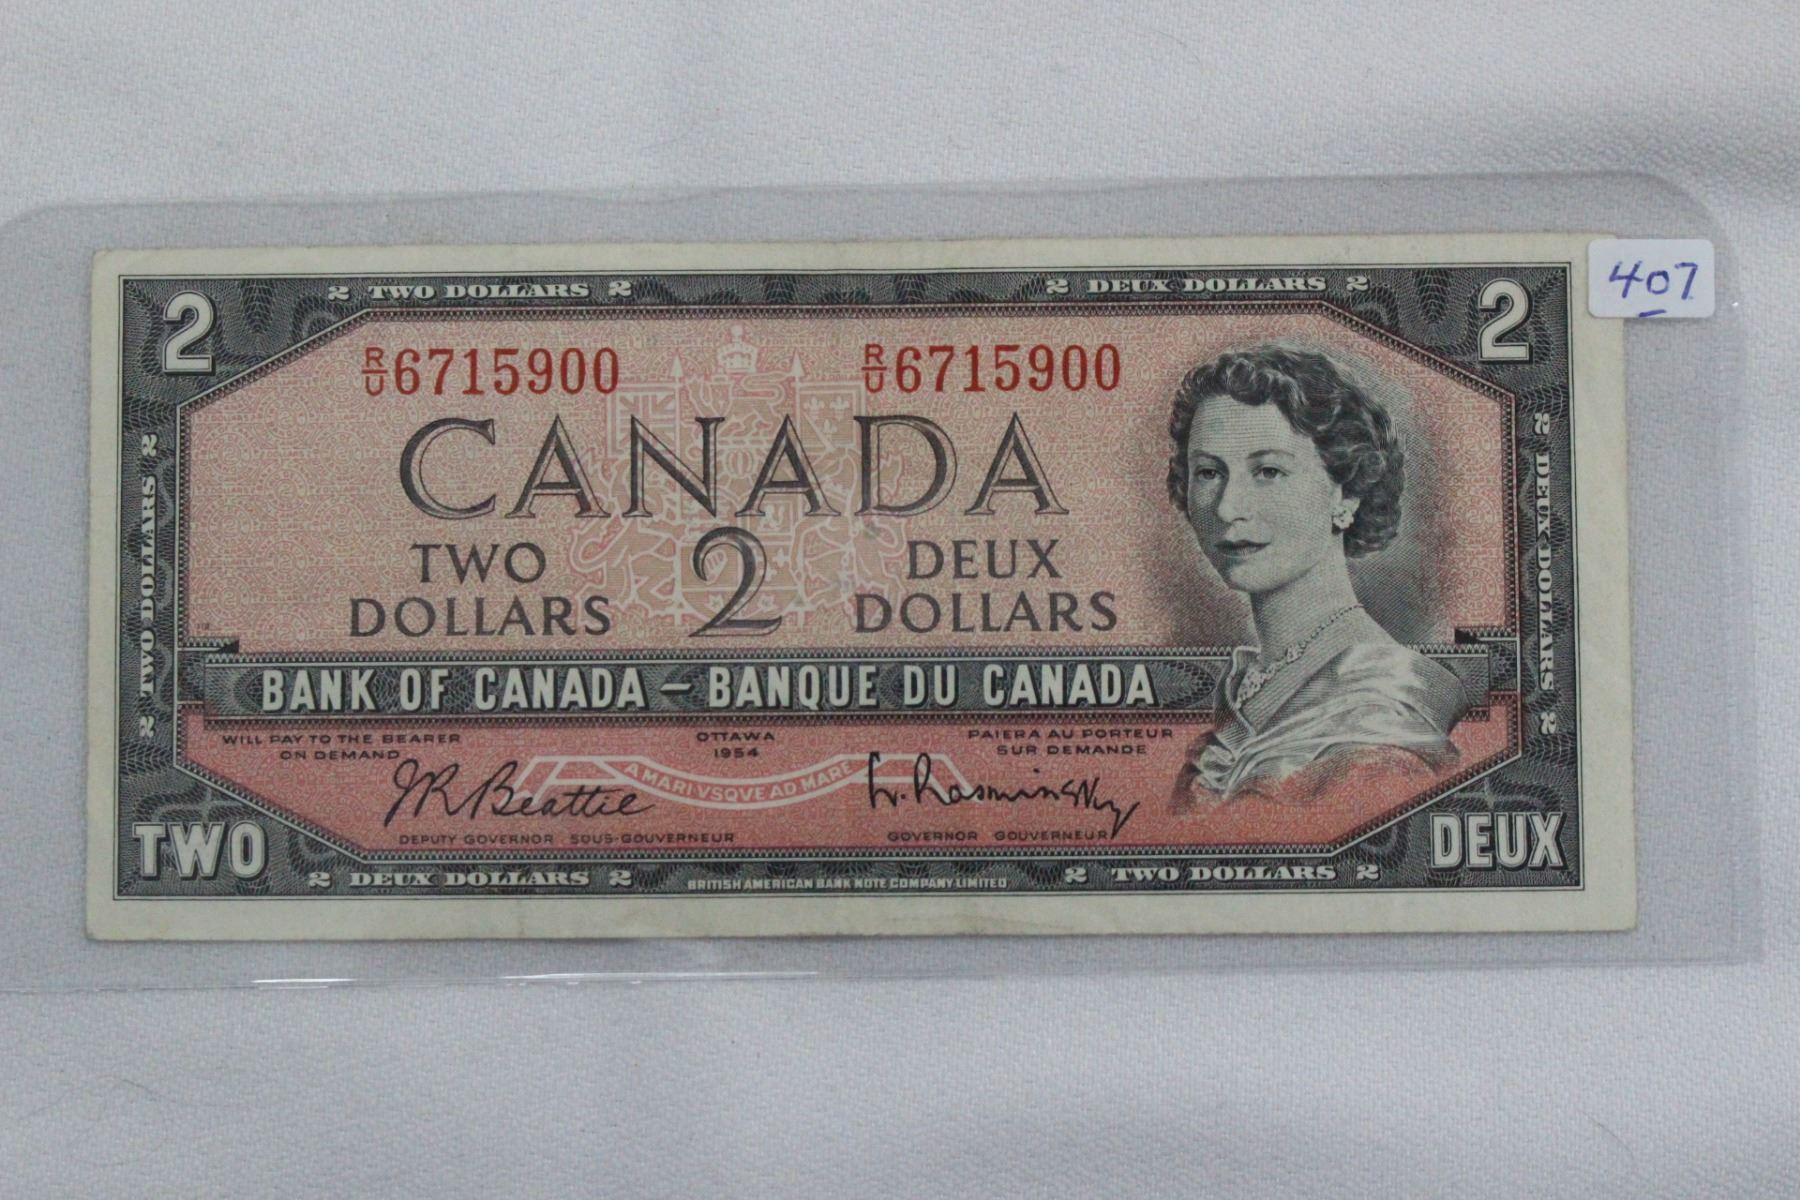 407
2 TWO DOLLARS 2
2 DEUX DOLLARS 2
2
2
R/U 6715900
R/U 6715900
CANADA
TWO DOLLARS
2
DEUX DOLLARS
2 TWO DOLLARS 2
2 DEUX DOLLARS 2
BANK OF CANADA – BANQUE DU CANADA
WILL PAY TO THE BEARER
ON DEMAND
OTTAWA
1954
PAIERA AU PORTEUR
SUR DEMANDE
A MARI VSQVE AD MARE
J.R. Beattie
L. Rasminsky
DEPUTY GOVERNOR SOUS-GOUVERNEUR
GOVERNOR GOUVERNEUR
TWO
DEUX
2 DEUX DOLLARS 2
BRITISH AMERICAN BANK NOTE COMPANY LIMITED
2 TWO DOLLARS 2